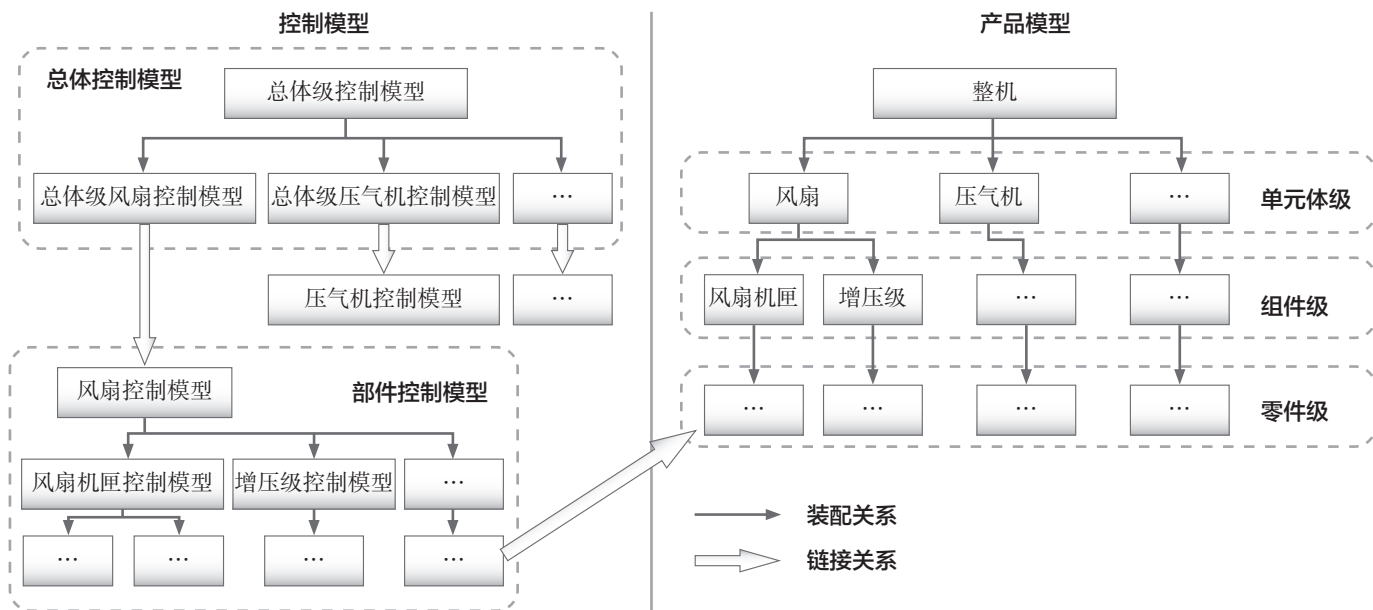 控制模型
总体控制模型
总体级控制模型
总体级风扇控制模型
总体级压气机控制模型
…
压气机控制模型
…
风扇控制模型
部件控制模型
风扇机匣控制模型
增压级控制模型
…
…
…
…
…
产品模型
整机
风扇
压气机
…
单元体级
风扇机匣
增压级
…
…
组件级
…
…
…
…
零件级
装配关系
链接关系